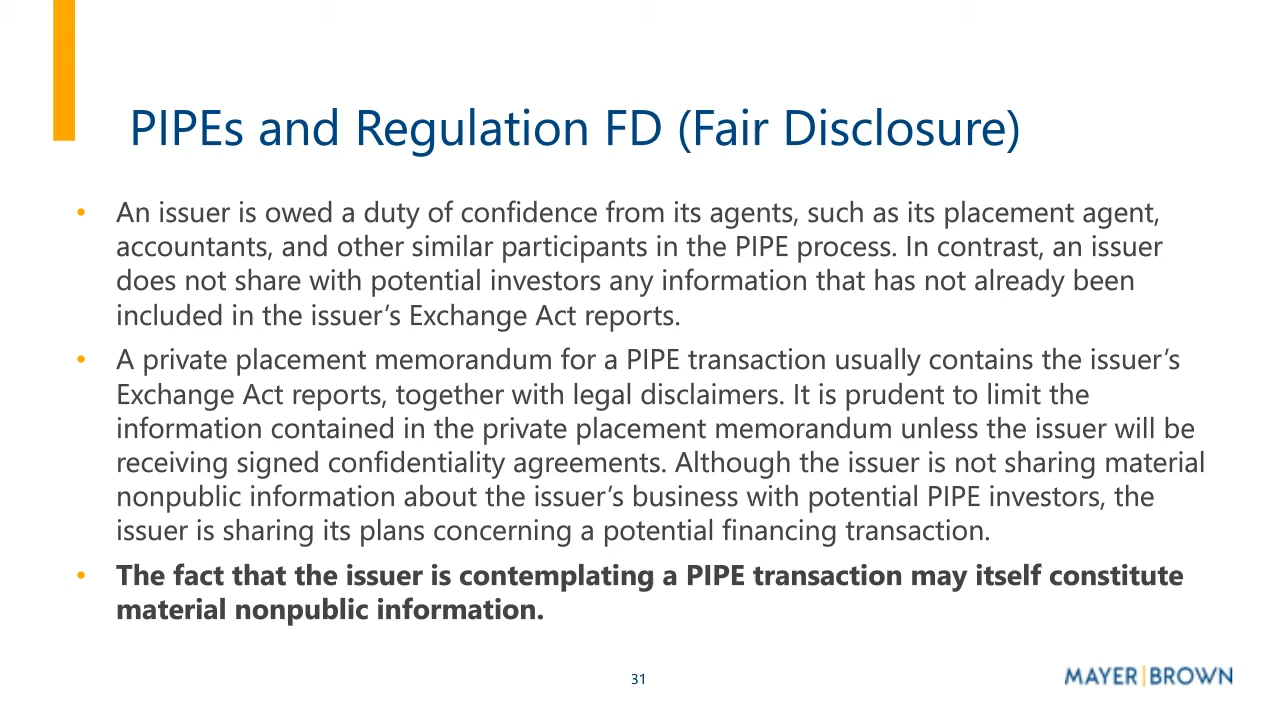 PIPEs and Regulation FD (Fair Disclosure)
• An issuer is owed a duty of confidence from its agents, such as its placement agent,
accountants, and other similar participants in the PIPE process. In contrast, an issuer
does not share with potential investors any information that has not already been
included in the issuer’s Exchange Act reports.
• A private placement memorandum for a PIPE transaction usually contains the issuer’s
Exchange Act reports, together with legal disclaimers. It is prudent to limit the
information contained in the private placement memorandum unless the issuer will be
receiving signed confidentiality agreements. Although the issuer is not sharing material
nonpublic information about the issuer’s business with potential PIPE investors, the
issuer is sharing its plans concerning a potential financing transaction.
• The fact that the issuer is contemplating a PIPE transaction may itself constitute
material nonpublic information.
31
MAYER|BROWN